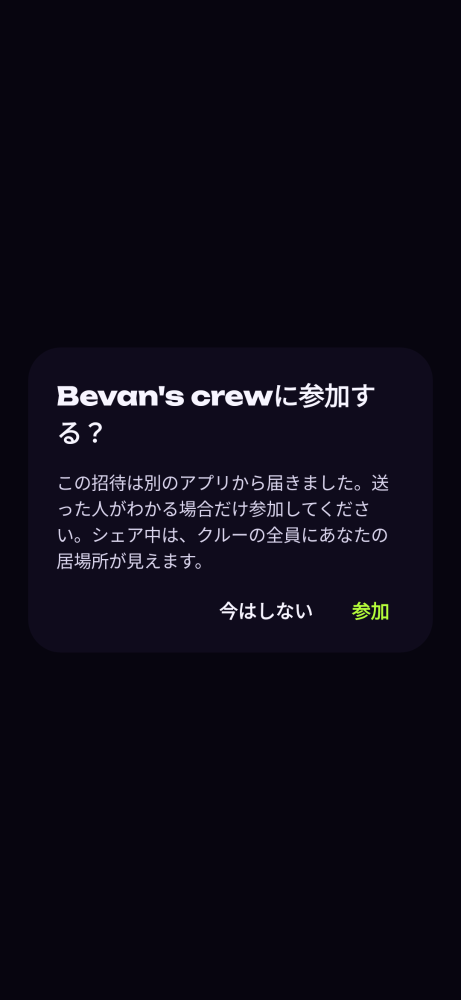 Bevan's crewに参加す
る？
この招待は別のアプリから届きました。送
った人がわかる場合だけ参加してくださ
い。シェア中は、クルーの全員にあなたの
居場所が見えます。
今はしない 参加